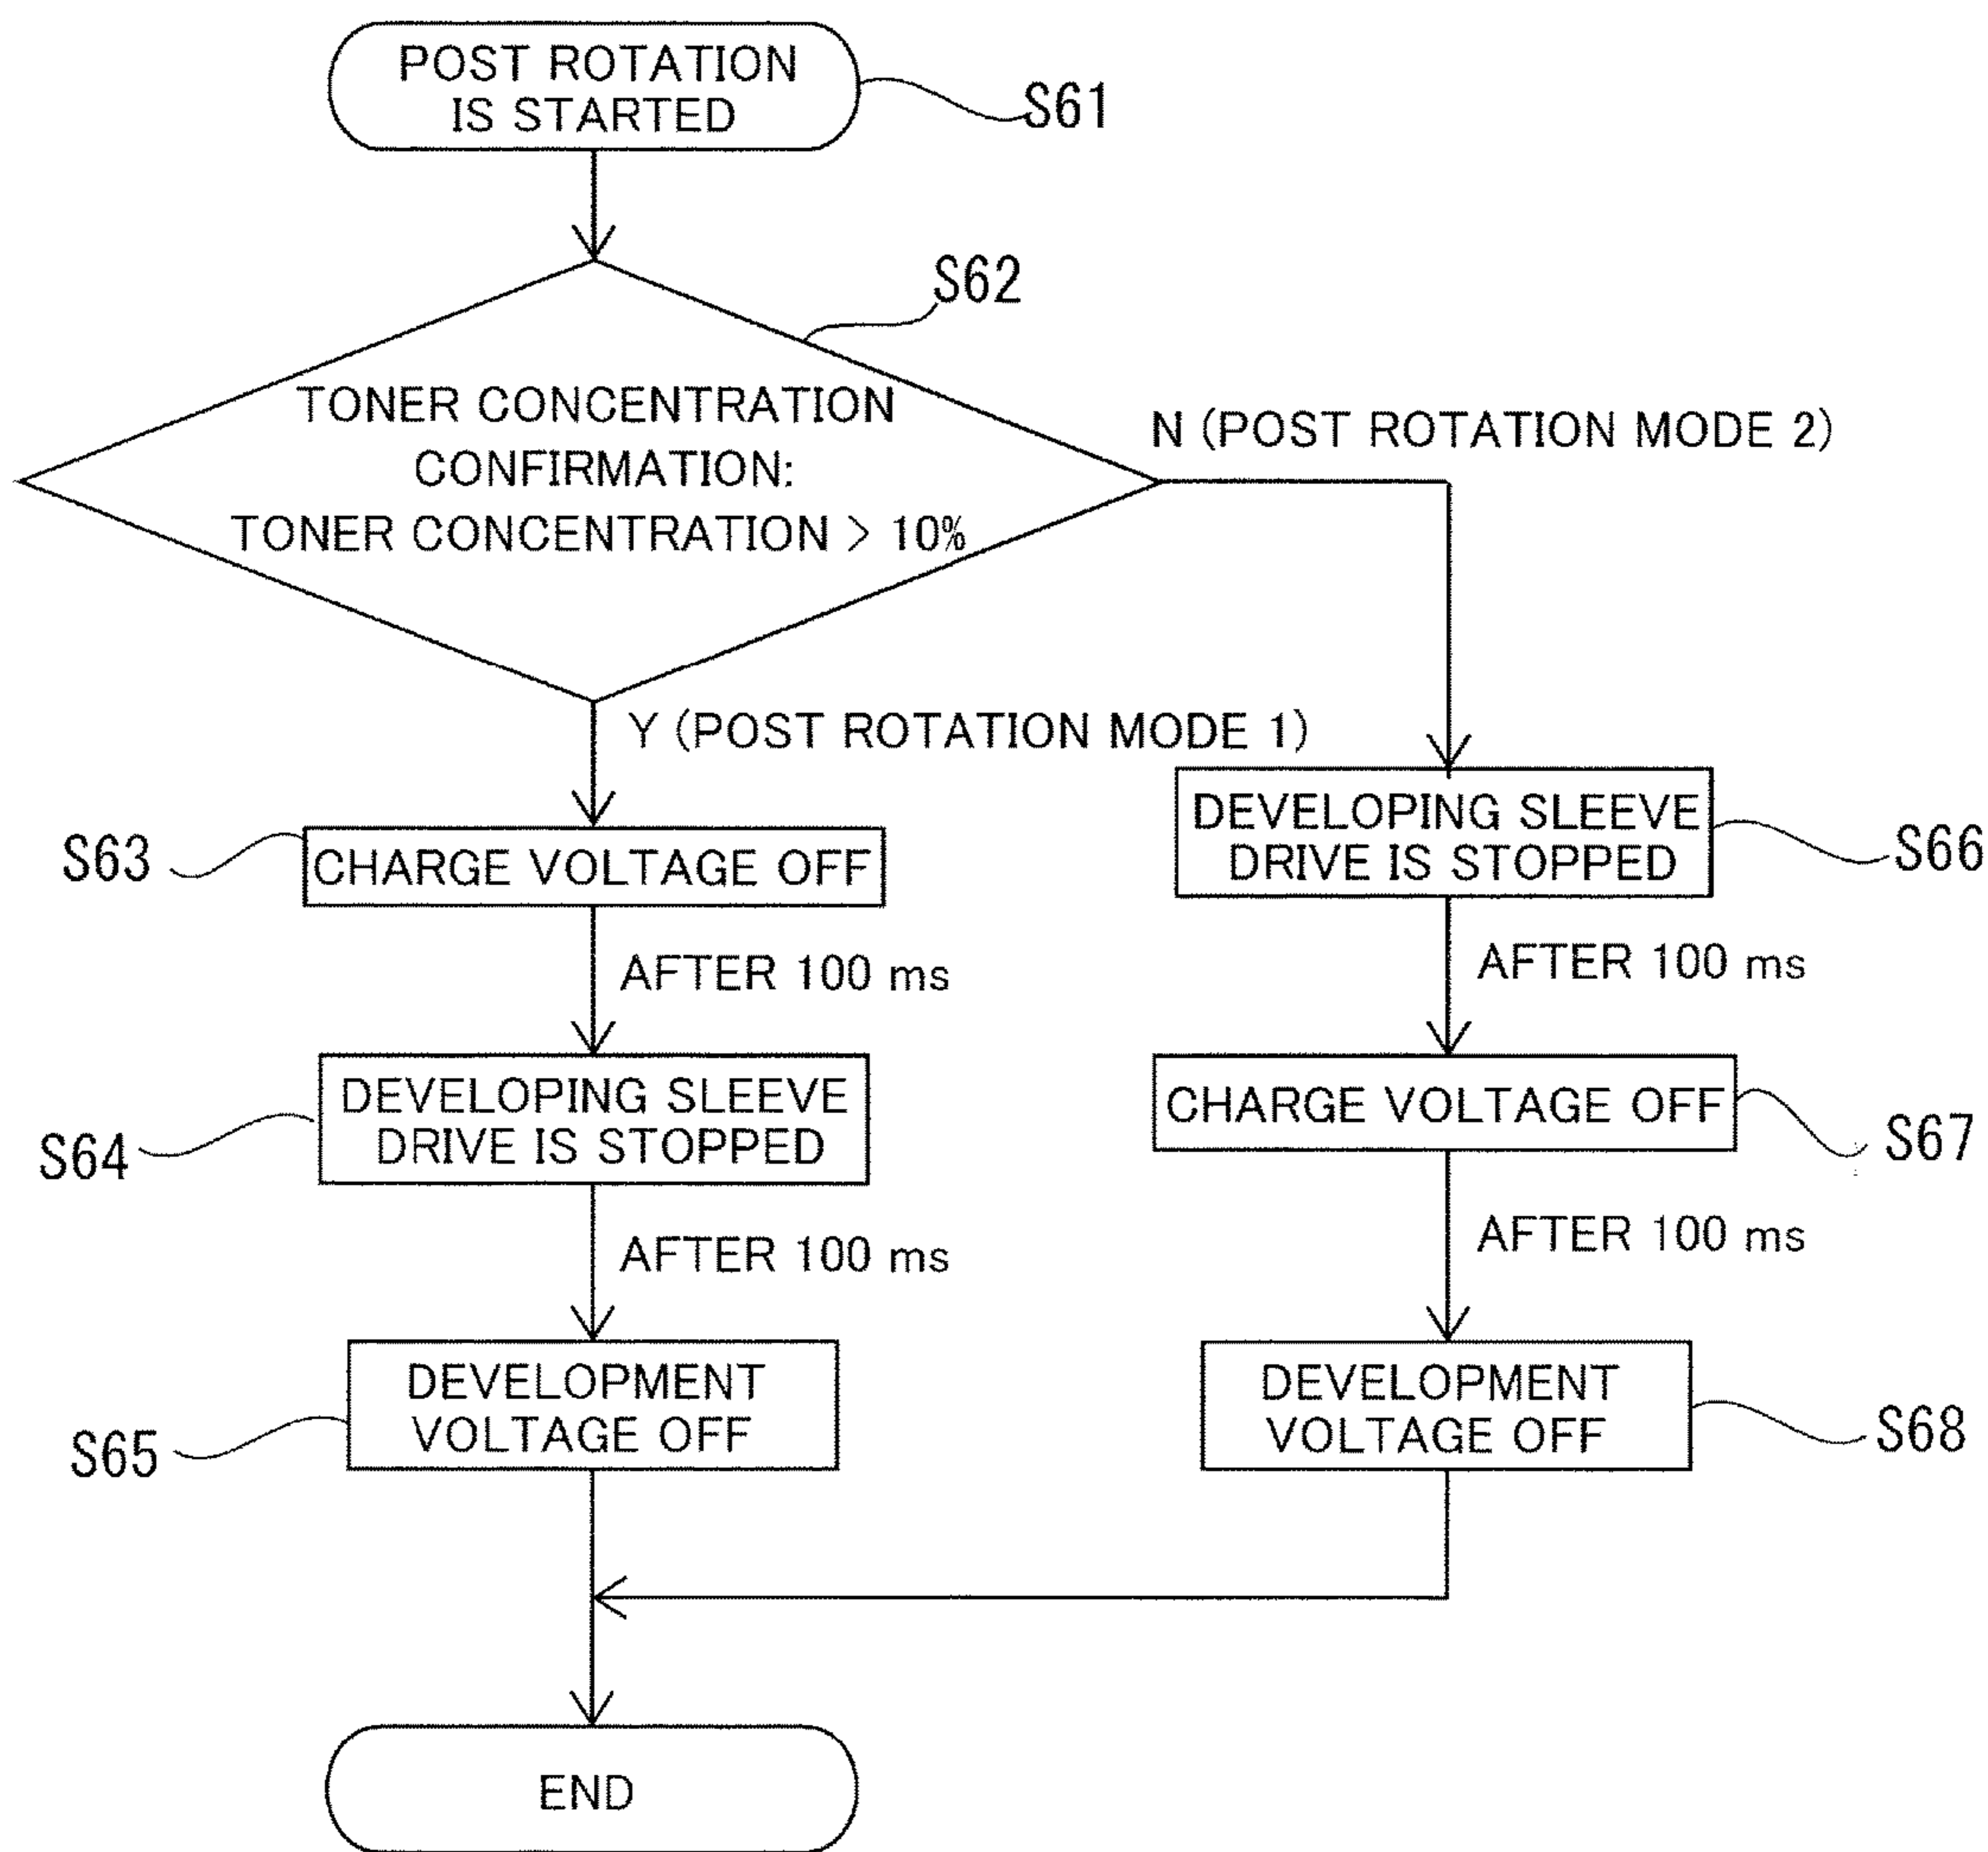 POST ROTATION
IS STARTED
S61
S62
TONER CONCENTRATION
CONFIRMATION:
TONER CONCENTRATION > 10%
N (POST ROTATION MODE 2)
Y (POST ROTATION MODE 1)
S63
CHARGE VOLTAGE OFF
DEVELOPING SLEEVE
DRIVE IS STOPPED
S66
AFTER 100 ms
AFTER 100 ms
S64
DEVELOPING SLEEVE
DRIVE IS STOPPED
CHARGE VOLTAGE OFF
S67
AFTER 100 ms
AFTER 100 ms
S65
DEVELOPMENT
VOLTAGE OFF
DEVELOPMENT
VOLTAGE OFF
S68
END